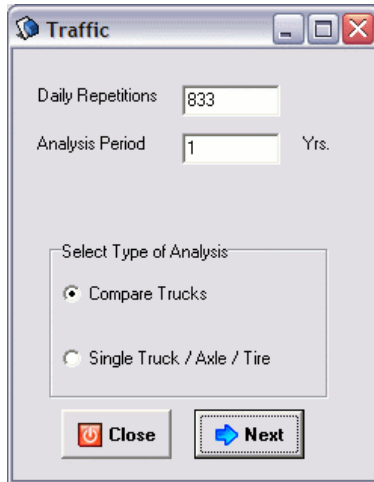 Traffic
Daily Repetitions 833
Analysis Period 1 Yrs.
Select Type of Analysis
Compare Trucks
Single Truck / Axle / Tire
Close Next